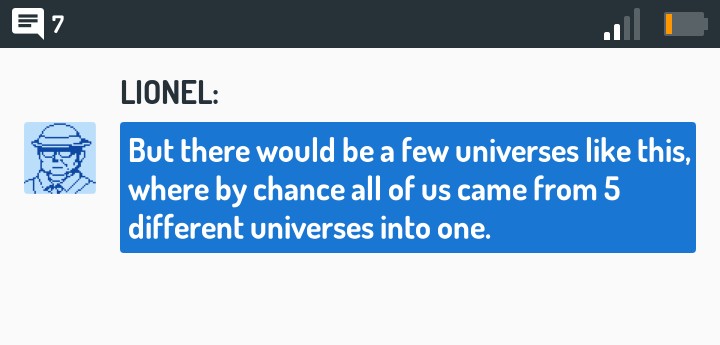 7
LIONEL:
But there would be a few universes like this,
where by chance all of us came from 5
different universes into one.